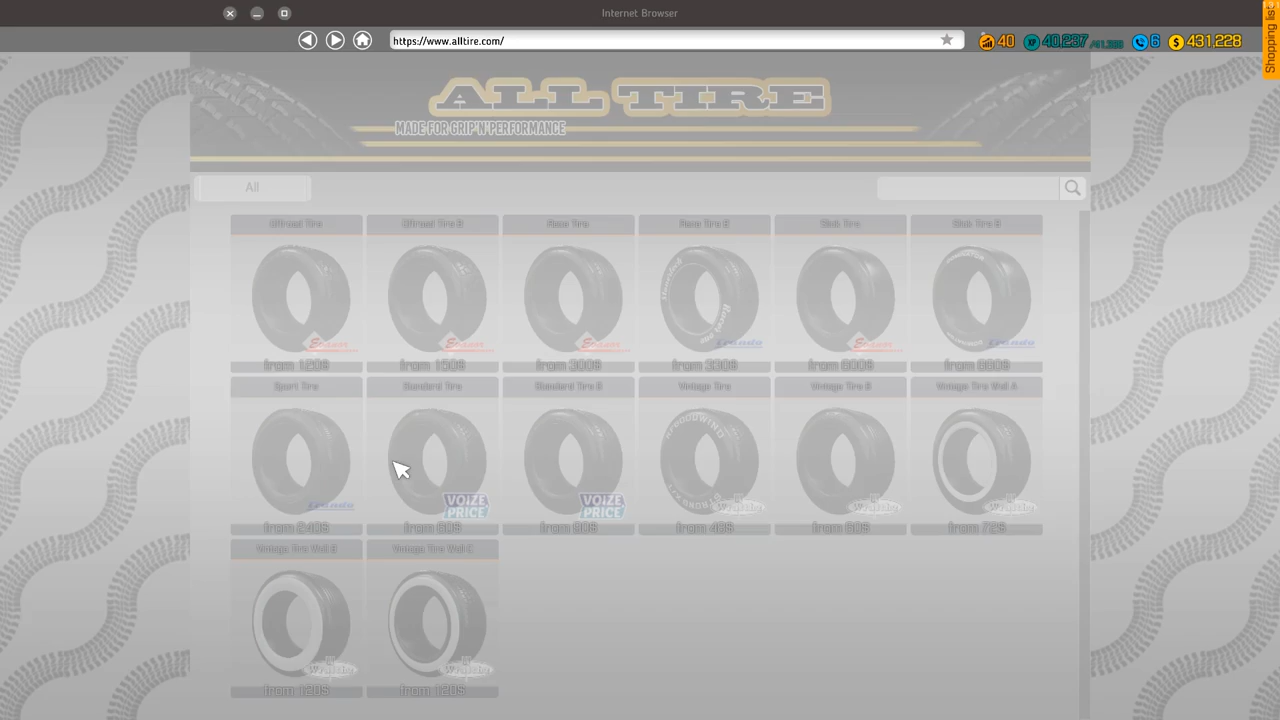 Internet Browser
https://www.alltire.com/
40
40,237
6
431,228
Shopping list
ALL TIRE
MADE FOR GRIP'N'PERFORMANCE
All
Offroad Tire
Offroad Tire B
Race Tire
Race Tire B
Slick Tire
Slick Tire B
from 120$
from 150$
from 300$
from 330$
from 600$
Sport Tire
Standard Tire
Standard Tire B
Vintage Tire
Vintage Tire B
Vintage Tire Wall A
VOIZE PRICE
VOIZE PRICE
from 240$
from 60$
from 48$
from 60$
from 72$
Vintage Tire Wall B
Vintage Tire Wall C
from 120$
from 120$